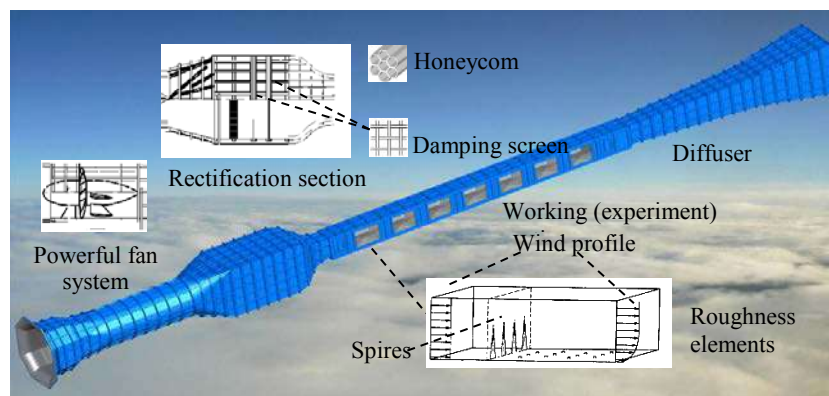 Honeycom
Damping screen
Rectification section
Diffuser
Working (experiment)
Wind profile
Powerful fan
system
Spires
Roughness
elements